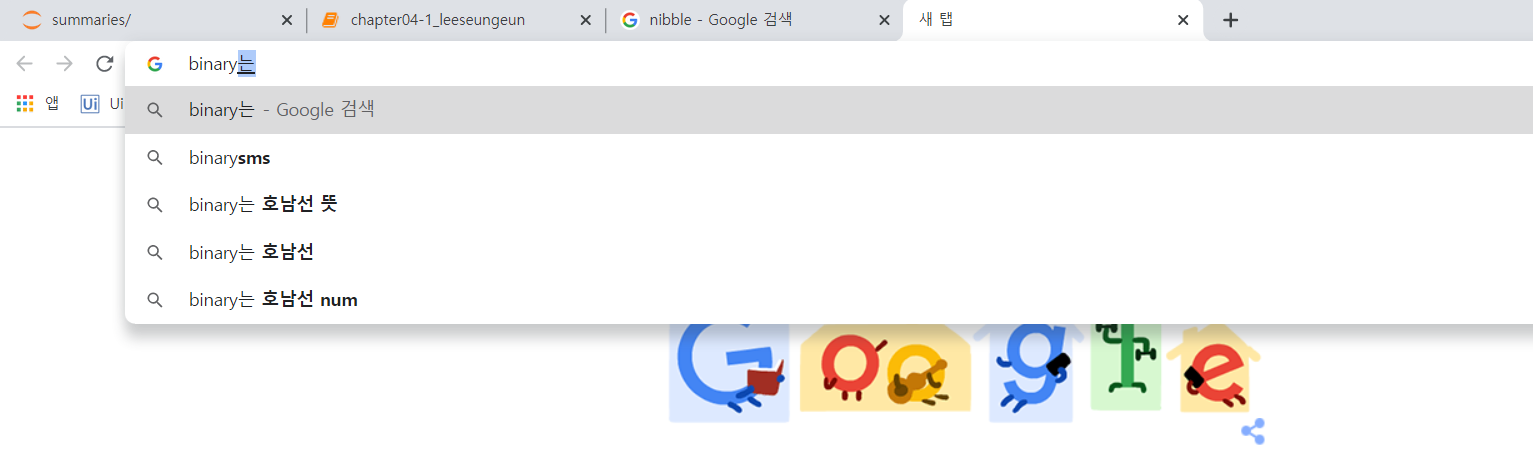 summaries/
chapter04-1_leeseungeun
nibble - Google 검색
새 탭
binary는
앱
Ui Ui
binary는 - Google 검색
binarysms
binary는 호남선 뜻
binary는 호남선
binary는 호남선 num
Google